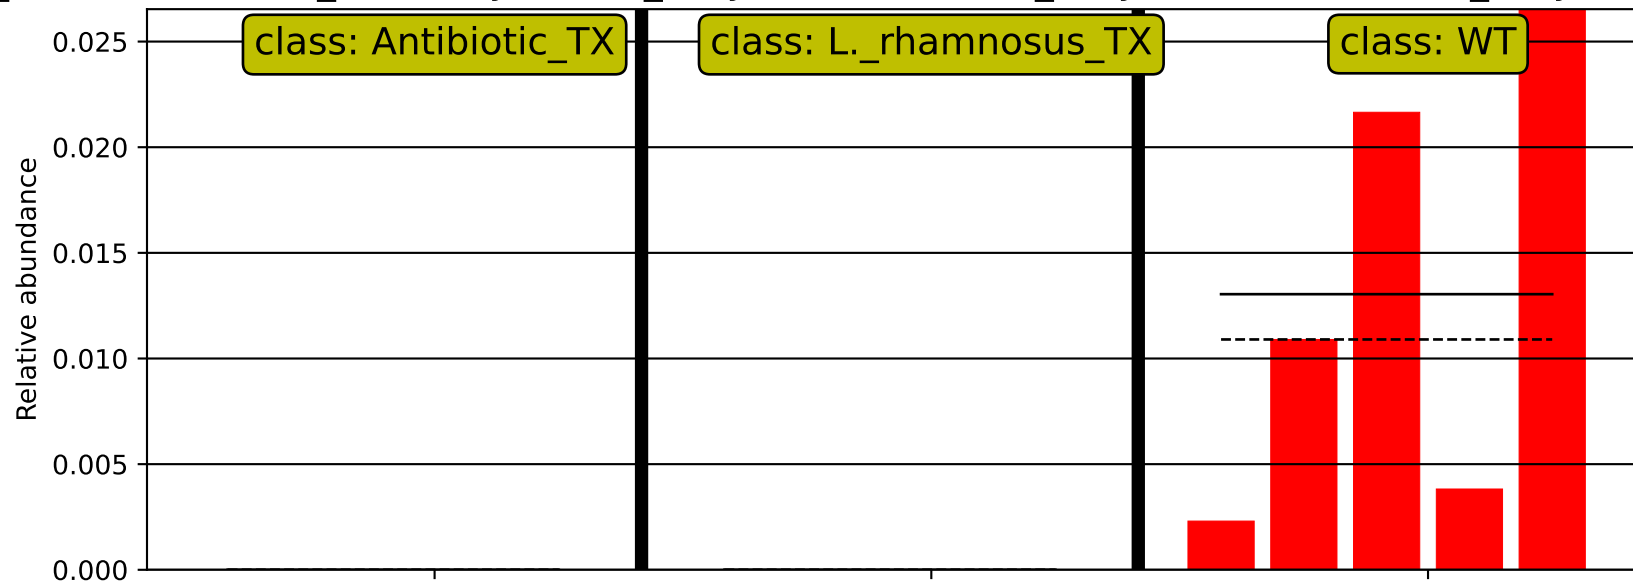 class: Antibiotic_TX
class: L._rhamnosus_TX
class: WT
0.025
0.020
0.015
0.010
0.005
0.000
Relative abundance